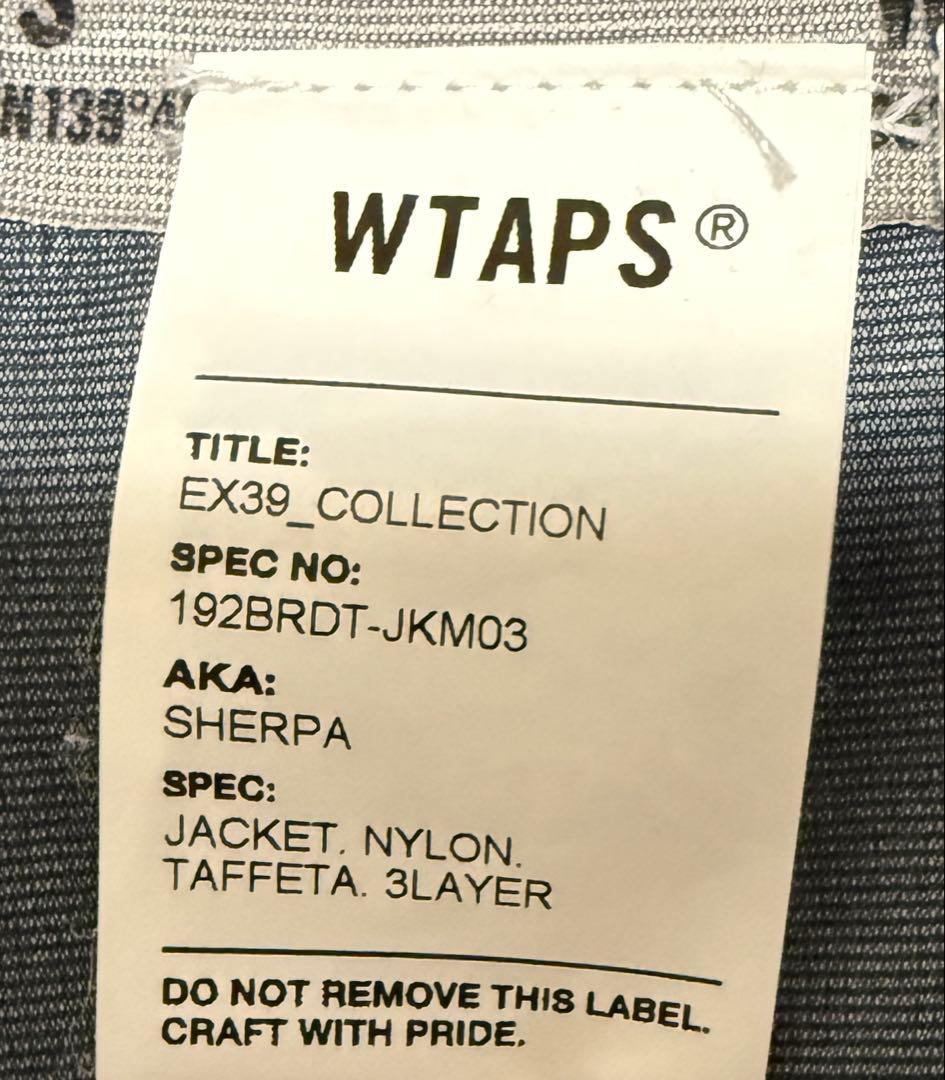 WTAPS®
TITLE:
EX39_COLLECTION
SPEC NO:
192BRDT-JKM03
AKA:
SHERPA
SPEC:
JACKET. NYLON.
TAFFETA. 3LAYER
DO NOT REMOVE THIS LABEL.
CRAFT WITH PRIDE.